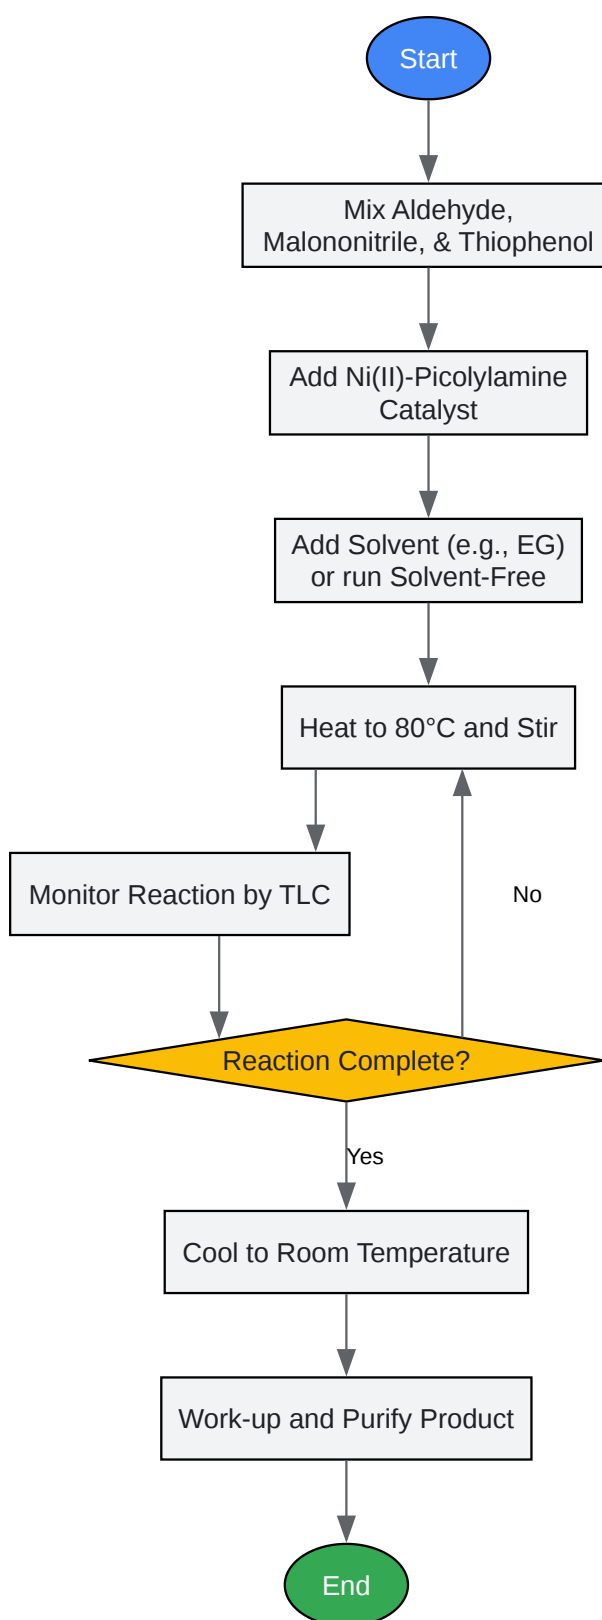 Start
Mix Aldehyde,
Malononitrile, & Thiophenol
Add Ni(II)-Picolylamine
Catalyst
Add Solvent (e.g., EG)
or run Solvent-Free
Heat to 80°C and Stir
Monitor Reaction by TLC
No
Reaction Complete?
Yes
Cool to Room Temperature
Work-up and Purify Product
End